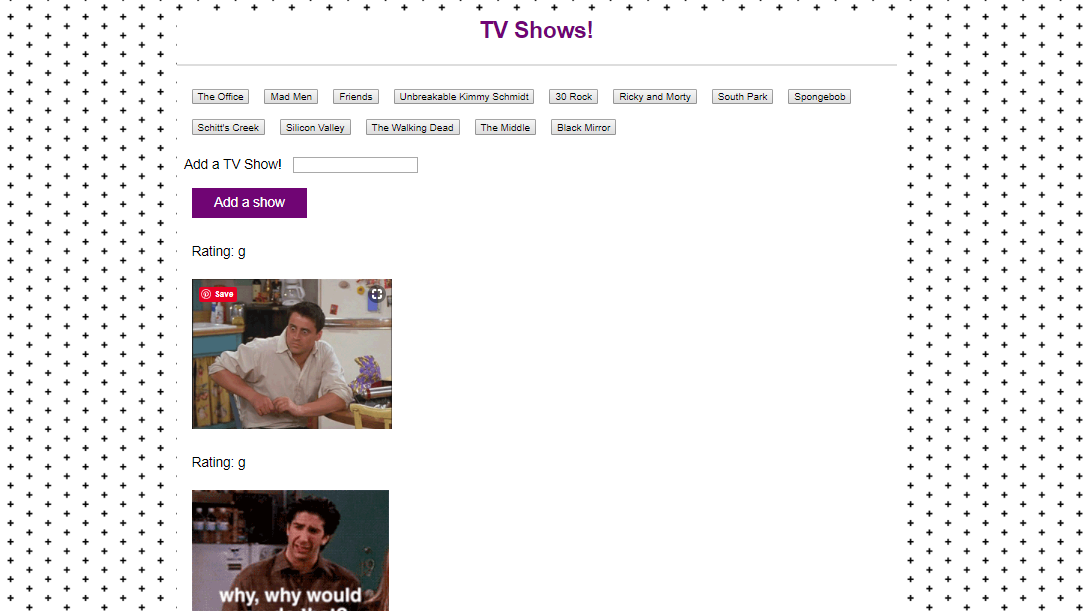 TV Shows!
The Office Mad Men Friends Unbreakable Kimmy Schmidt 30 Rock Ricky and Morty South Park Spongebob
Schitt's Creek Silicon Valley The Walking Dead The Middle Black Mirror
Add a TV Show!
Add a show
Rating: g
Save
Rating: g
why, why would